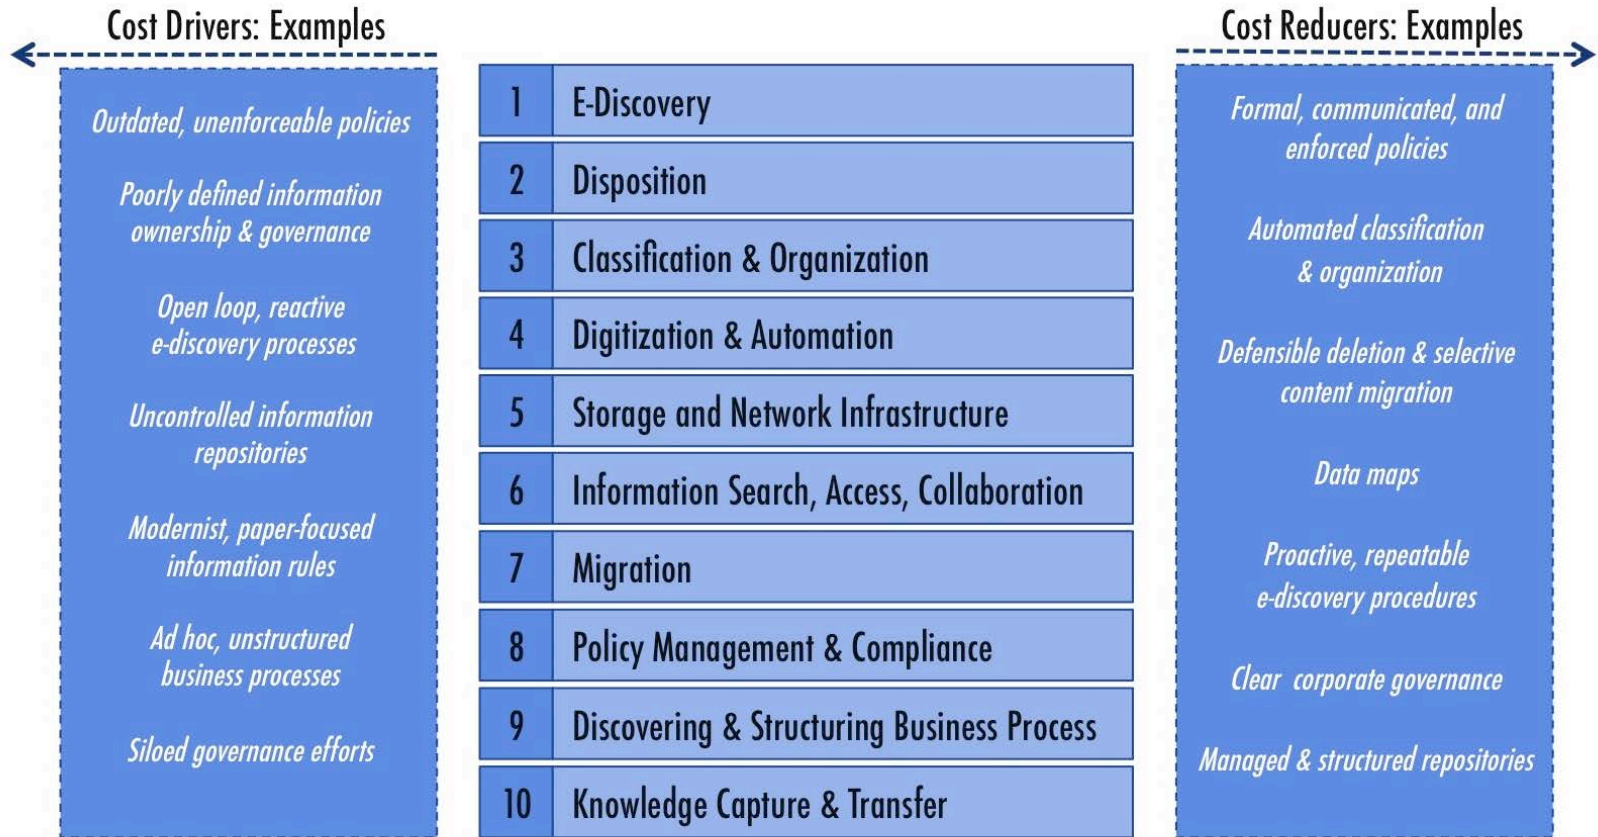 Cost Drivers: Examples
Outdated, unenforceable policies
Poorly defined information
ownership & governance
Open loop, reactive
e-discovery processes
Uncontrolled information
repositories
Modernist, paper-focused
information rules
Ad hoc, unstructured
business processes
Siloed governance efforts
1 E-Discovery
2 Disposition
3 Classification & Organization
4 Digitization & Automation
5 Storage and Network Infrastructure
6 Information Search, Access, Collaboration
7 Migration
8 Policy Management & Compliance
9 Discovering & Structuring Business Process
10 Knowledge Capture & Transfer
Cost Reducers: Examples
Formal, communicated, and
enforced policies
Automated classification
& organization
Defensible deletion & selective
content migration
Data maps
Proactive, repeatable
e-discovery procedures
Clear corporate governance
Managed & structured repositories